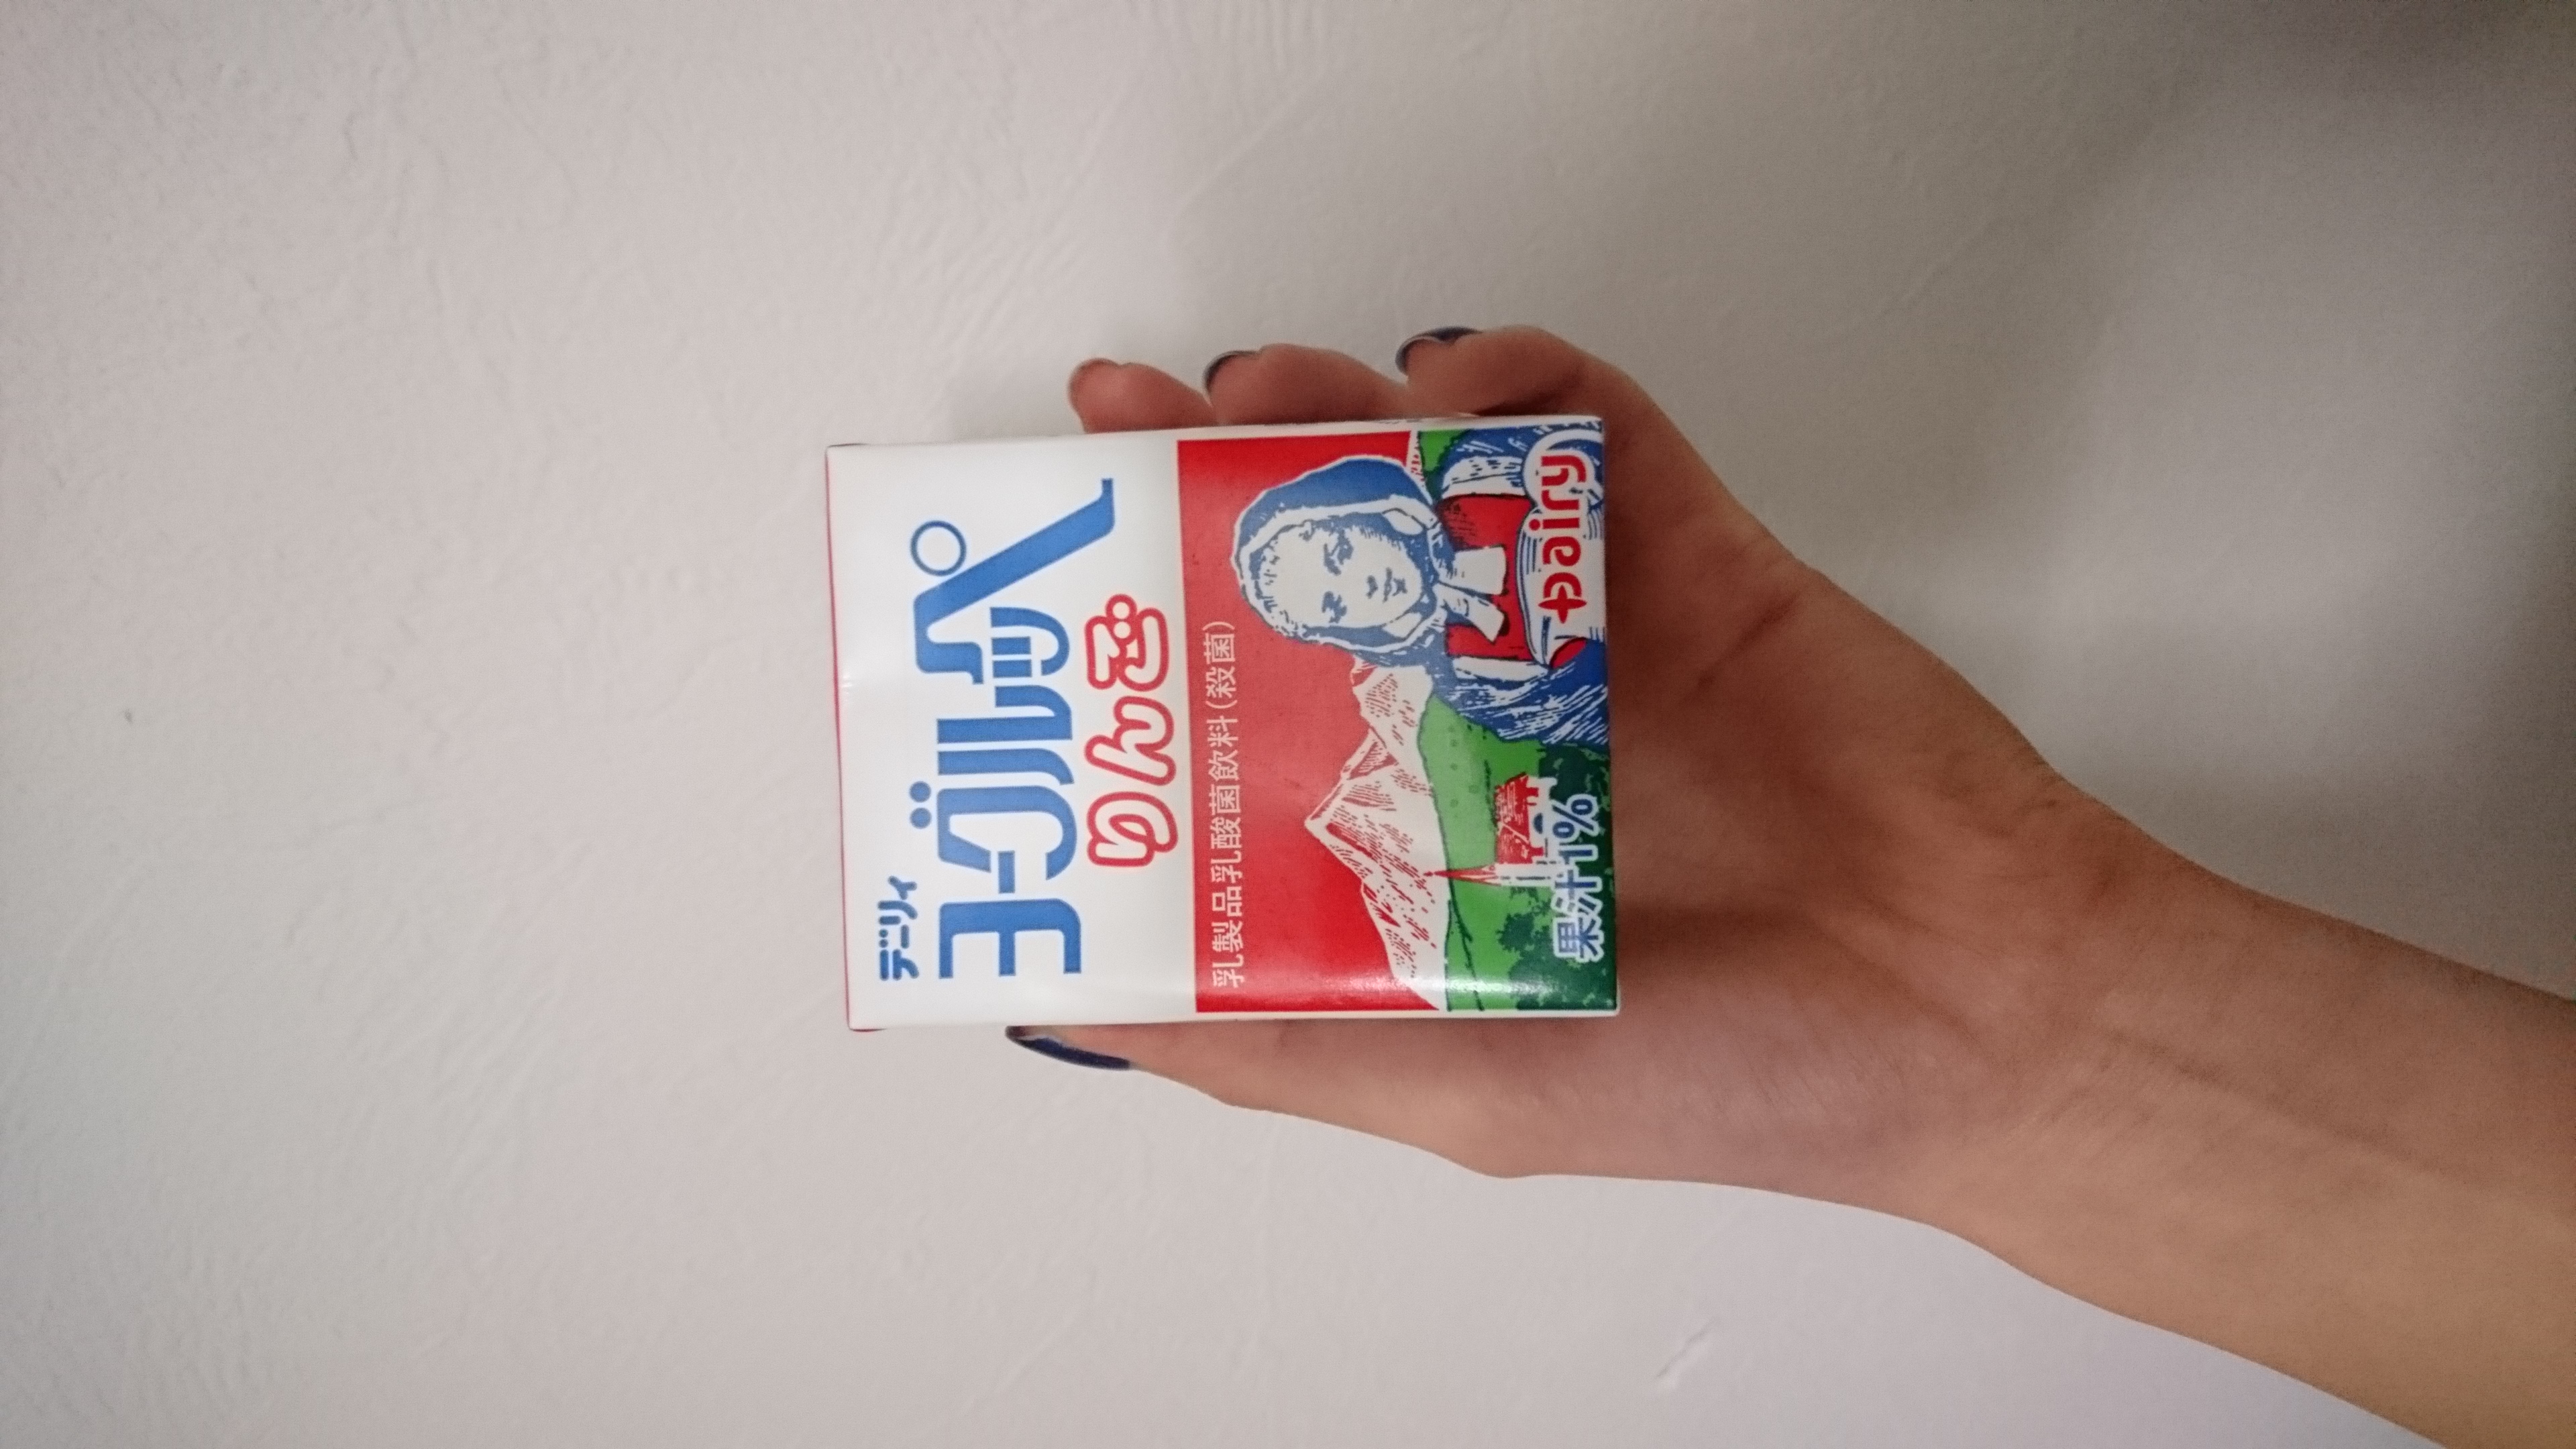 デーリィ
ヨーグルッペ
りんご
乳製品乳酸菌飲料（殺菌）
果汁1%
Dairy